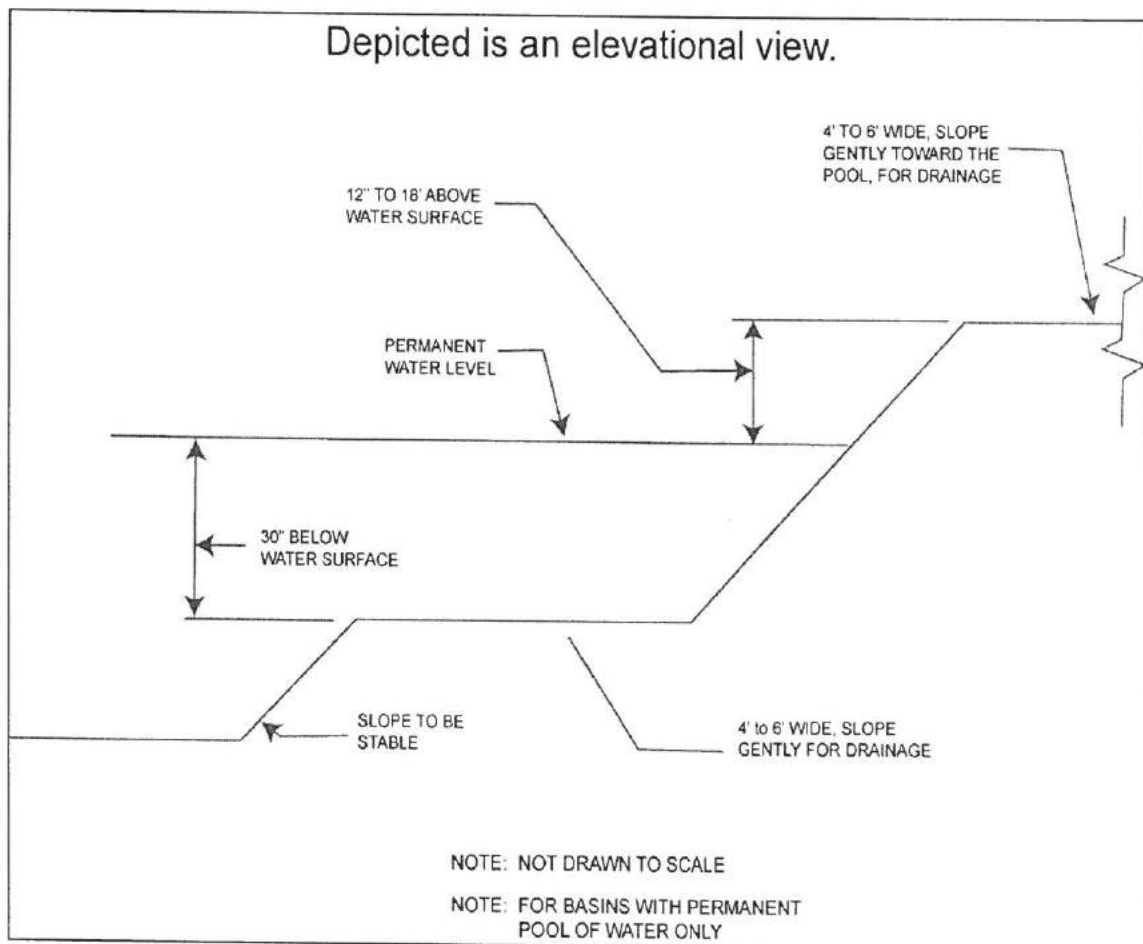 Depicted is an elevational view.
4' TO 6' WIDE, SLOPE
GENTLY TOWARD THE
POOL, FOR DRAINAGE
12" TO 18' ABOVE
WATER SURFACE
PERMANENT
WATER LEVEL
30" BELOW
WATER SURFACE
SLOPE TO BE
STABLE
4' to 6' WIDE, SLOPE
GENTLY FOR DRAINAGE
NOTE: NOT DRAWN TO SCALE
NOTE: FOR BASINS WITH PERMANENT
POOL OF WATER ONLY